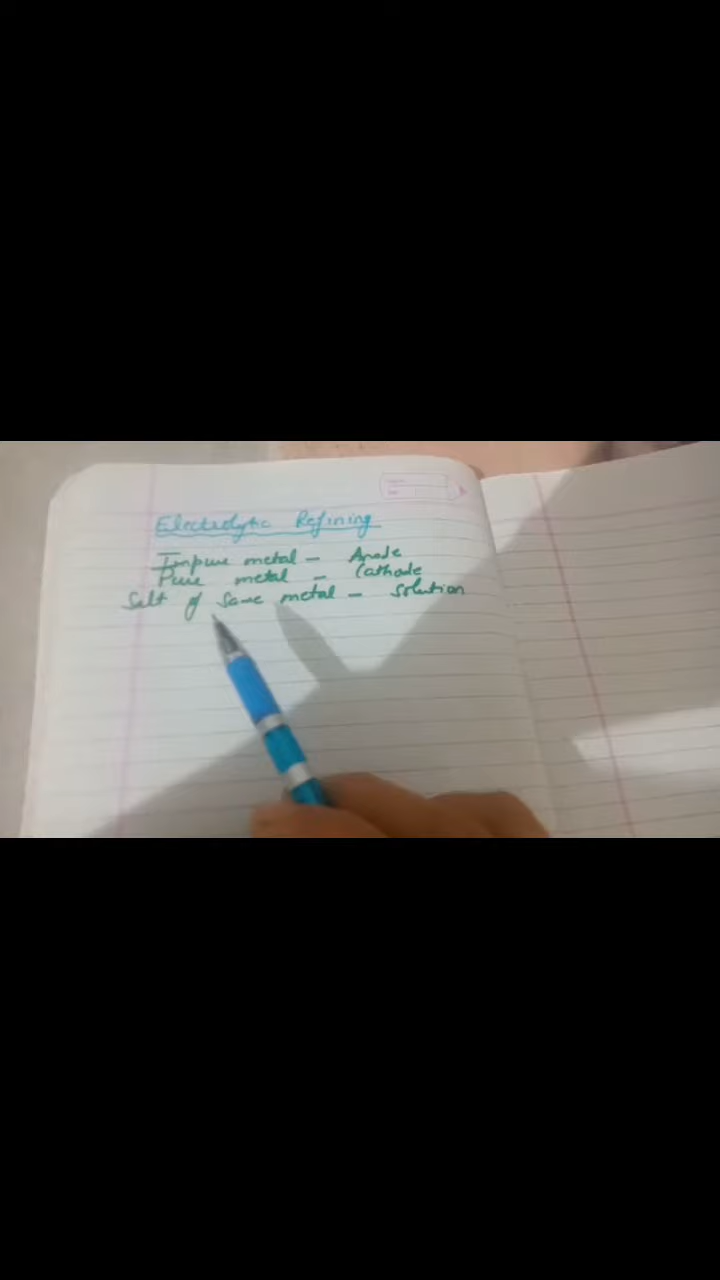 Electrolytic Refining
Impure metal - Anode
Pure metal - Cathode
Salt of same metal - Solution